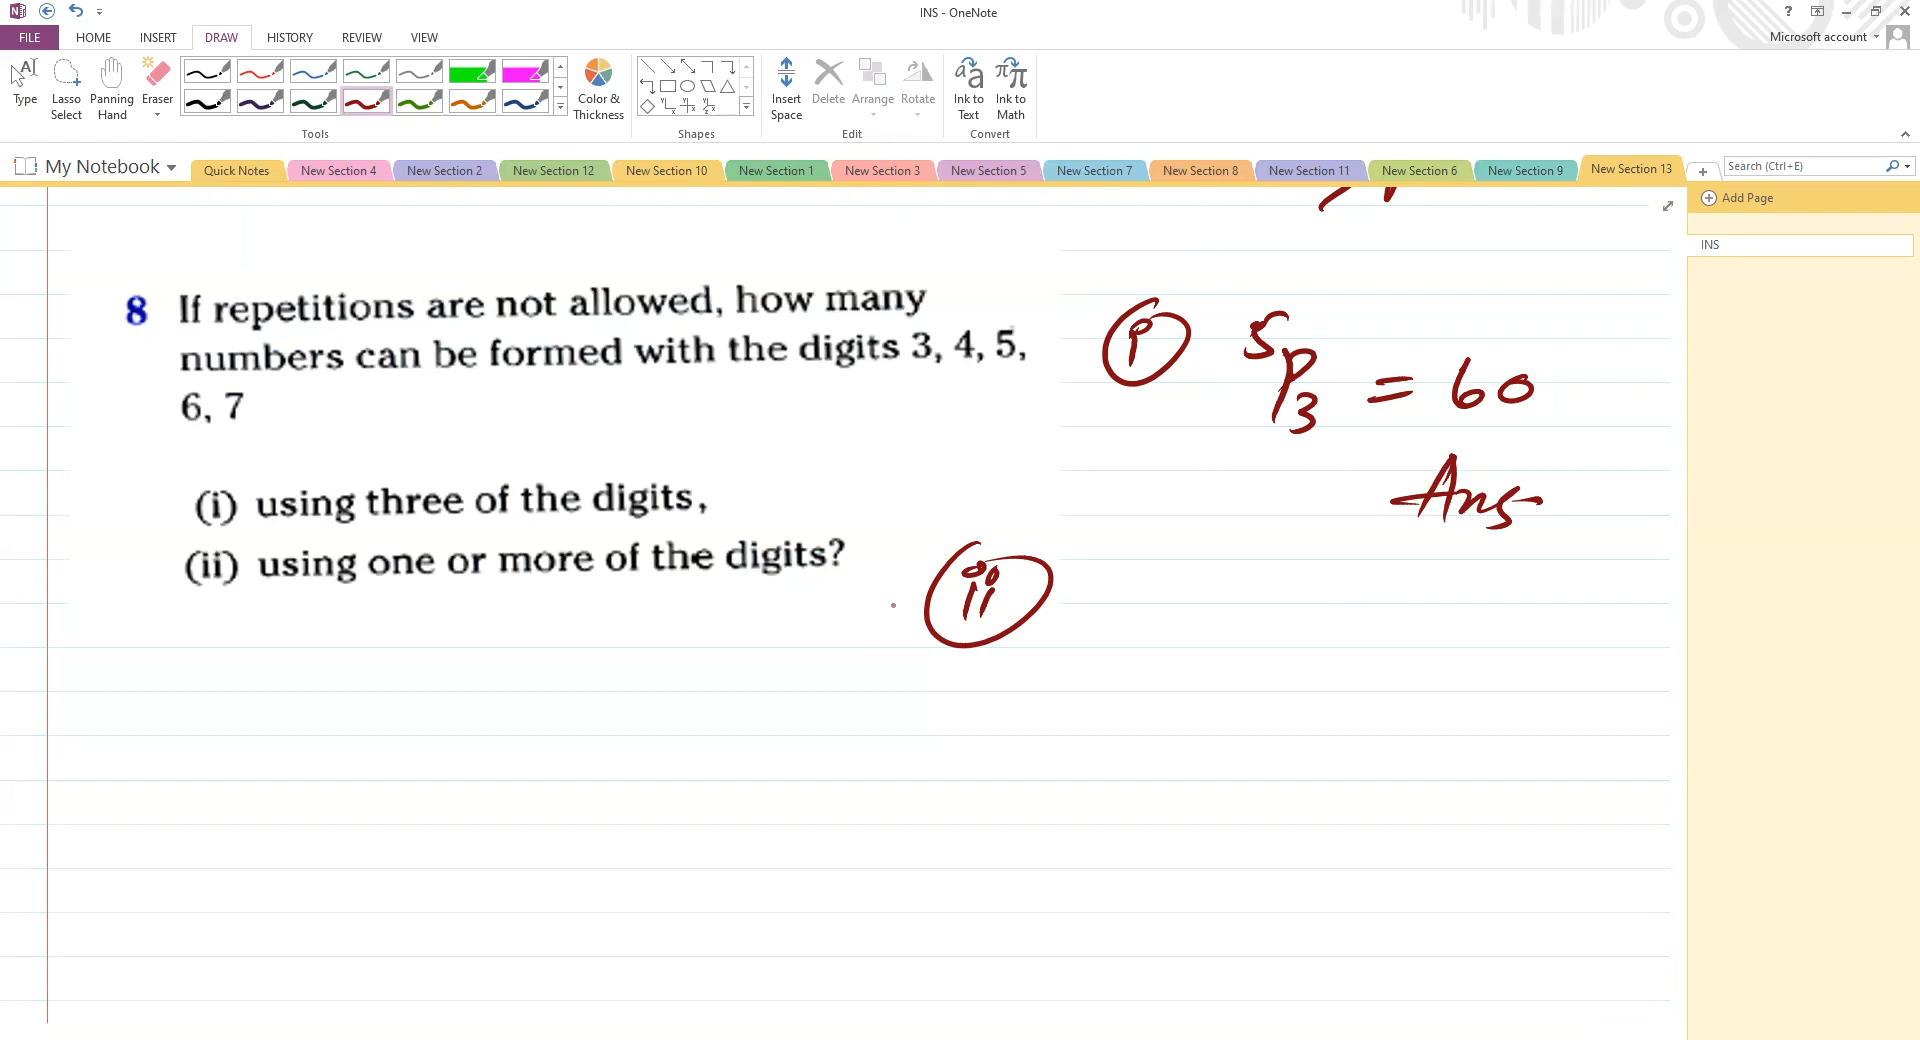 INS - OneNote
?
FILE HOME INSERT DRAW HISTORY REVIEW VIEW
Microsoft account
Type
Lasso Select
Panning Hand
Eraser
Color & Thickness
Insert Space
Delete
Arrange
Rotate
Ink to Text
Ink to Math
Tools
Shapes
Edit
Convert
My Notebook
Quick Notes New Section 4 New Section 2 New Section 12 New Section 10 New Section 1 New Section 3 New Section 5 New Section 7 New Section 8 New Section 11 New Section 6 New Section 9 New Section 13
Search (Ctrl+E)
Add Page
INS
8 If repetitions are not allowed, how many
numbers can be formed with the digits 3, 4, 5,
6, 7
(i) using three of the digits,
(ii) using one or more of the digits?
i 5P3 = 60
Ans
ii